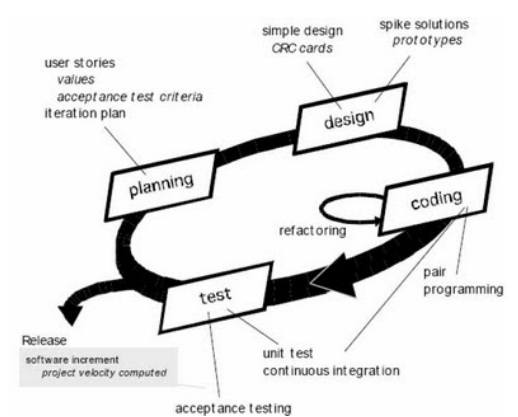 simple design
CRC cards
spike solutions
prototypes
user stories
values
acceptance test criteria
iteration plan
design
planning
coding
refactoring
pair
programming
test
Release
software increment
project velocity computed
unit test
continuous integration
acceptance testing